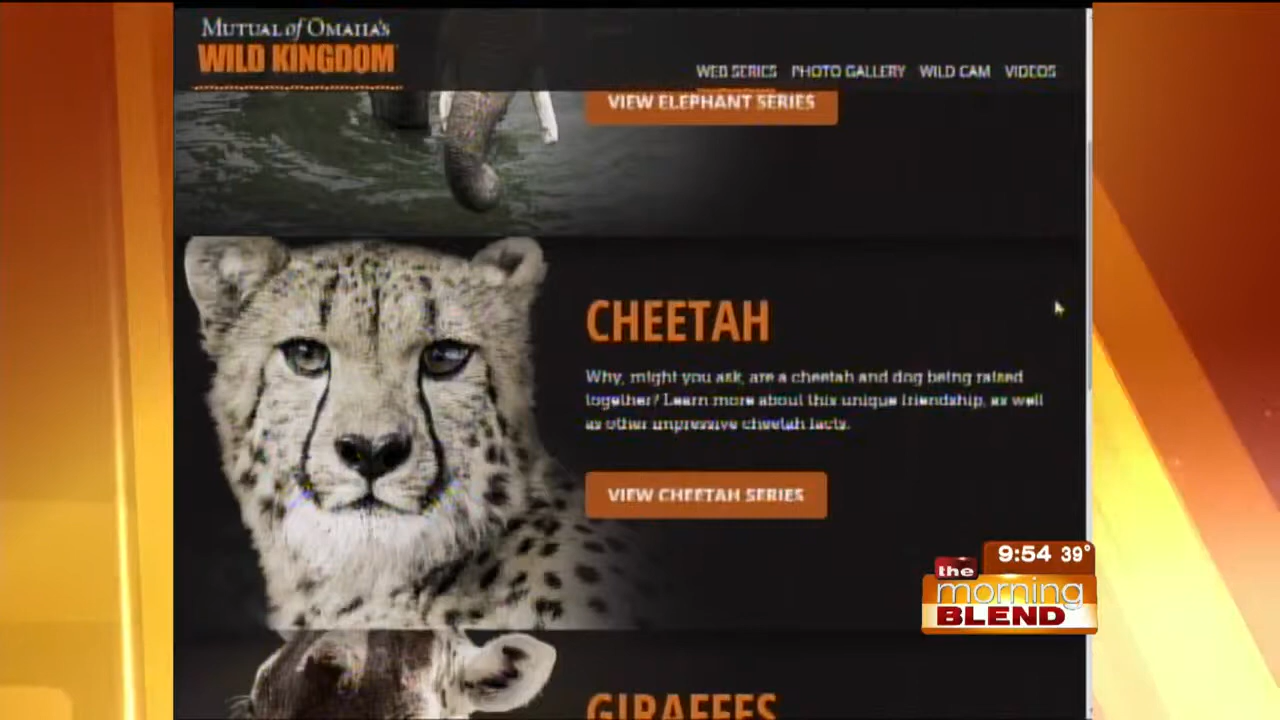 MUTUAL of OMAHA'S
WILD KINGDOM
WEB SERIES PHOTO GALLERY WILD CAM VIDEOS
VIEW ELEPHANT SERIES
CHEETAH
Why, might you ask, are a cheetah and dog being raised
together? Learn more about this unique friendship, as well
as other impressive cheetah facts.
VIEW CHEETAH SERIES
9:54 39°
the
morning
BLEND
GIRAFFES